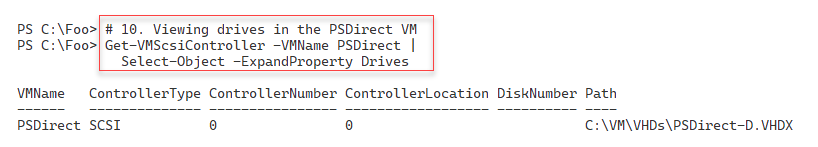 PS C:\Foo> # 10. Viewing drives in the PSDirect VM
PS C:\Foo> Get-VMScsiController -VMName PSDirect |
             Select-Object -ExpandProperty Drives
VMName   ControllerType ControllerNumber ControllerLocation DiskNumber Path
------   -------------- ---------------- ------------------ ---------- ----
PSDirect SCSI           0                0                             C:\VM\VHDs\PSDirect-D.VHDX